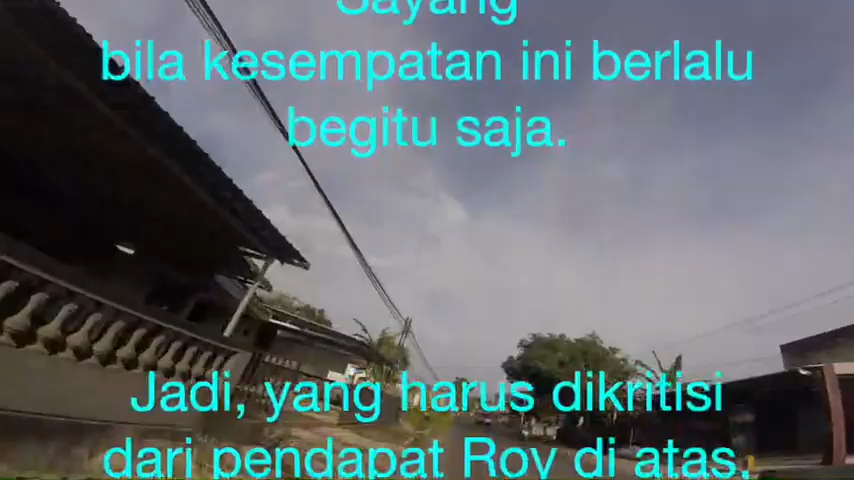 Sayang
bila kesempatan ini berlalu
begitu saja.
Jadi, yang harus dikritisi
dari pendapat Roy di atas,